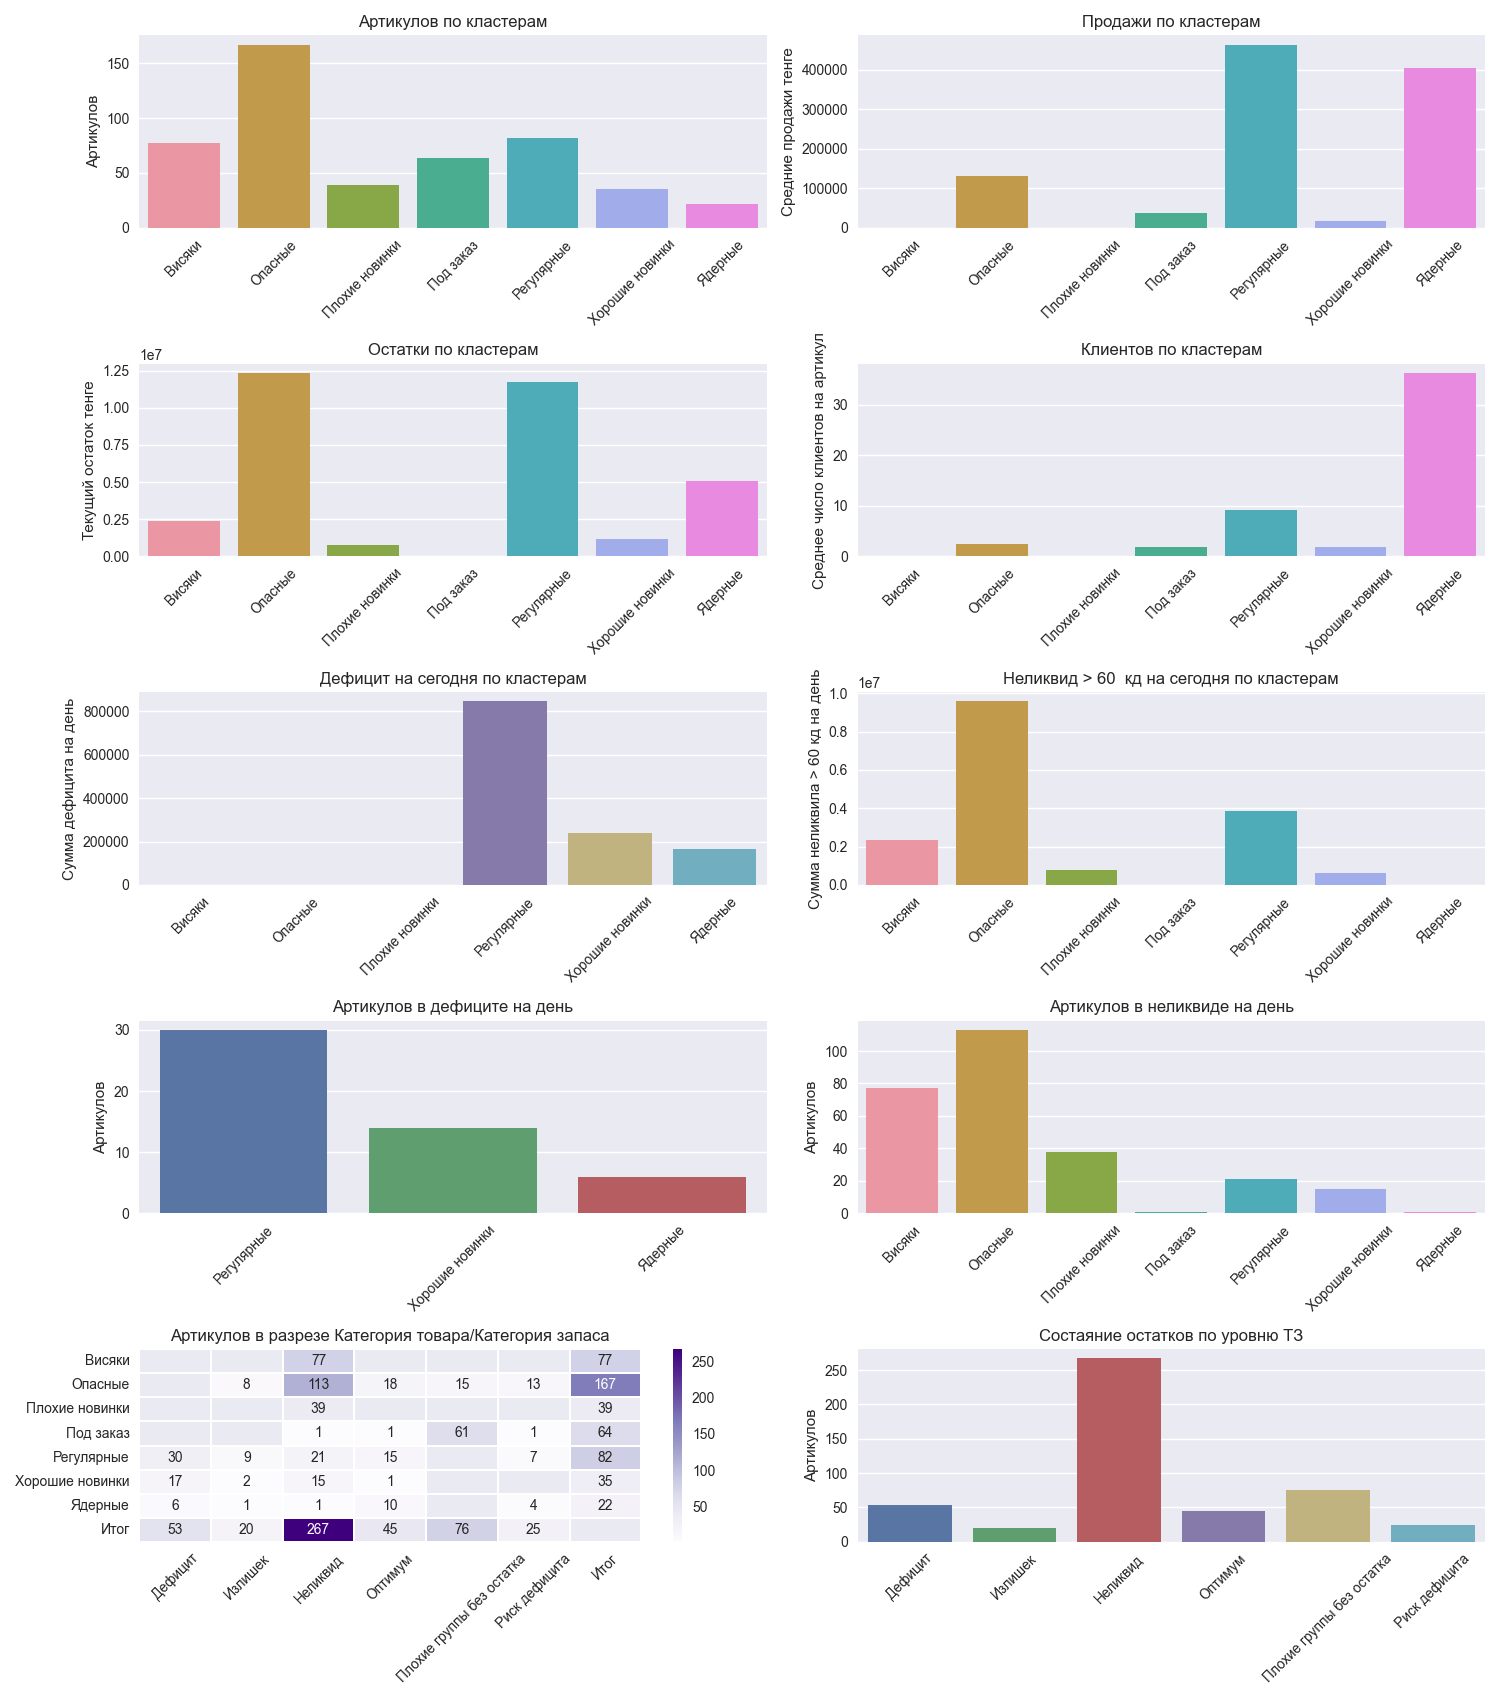 Артикулов по кластерам
Артикулов
150
100
50
0
Висяки
Опасные
Плохие новинки
Под заказ
Регулярные
Хорошие новинки
Ядерные
Продажи по кластерам
Средние продажи тенге
400000
300000
200000
100000
0
Висяки
Опасные
Плохие новинки
Под заказ
Регулярные
Хорошие новинки
Ядерные
Остатки по кластерам
1e7
Текущий остаток тенге
1.25
1.00
0.75
0.50
0.25
0.00
Висяки
Опасные
Плохие новинки
Под заказ
Регулярные
Хорошие новинки
Ядерные
Клиентов по кластерам
Среднее число клиентов на артикул
30
20
10
0
Висяки
Опасные
Плохие новинки
Под заказ
Регулярные
Хорошие новинки
Ядерные
Дефицит на сегодня по кластерам
Сумма дефицита на день
800000
600000
400000
200000
0
Висяки
Опасные
Плохие новинки
Регулярные
Хорошие новинки
Ядерные
Неликвид > 60  кд на сегодня по кластерам
1e7
Сумма неликвипа > 60 кд на день
1.0
0.8
0.6
0.4
0.2
0.0
Висяки
Опасные
Плохие новинки
Под заказ
Регулярные
Хорошие новинки
Ядерные
Артикулов в дефиците на день
Артикулов
30
20
10
0
Регулярные
Хорошие новинки
Ядерные
Артикулов в неликвиде на день
Артикулов
100
80
60
40
20
0
Висяки
Опасные
Плохие новинки
Под заказ
Регулярные
Хорошие новинки
Ядерные
Артикулов в разрезе Категория товара/Категория запаса
Висяки 77 77
Опасные 8 113 18 15 13 167
Плохие новинки 39 39
Под заказ 1 1 61 1 64
Регулярные 30 9 21 15 7 82
Хорошие новинки 17 2 15 1 35
Ядерные 6 1 1 10 4 22
Итог 53 20 267 45 76 25
Дефицит
Излишек
Неликвид
Оптимум
Плохие группы без остатка
Риск дефицита
Итог
250
200
150
100
50
Состаяние остатков по уровню ТЗ
Артикулов
250
200
150
100
50
0
Дефицит
Излишек
Неликвид
Оптимум
Плохие группы без остатка
Риск дефицита